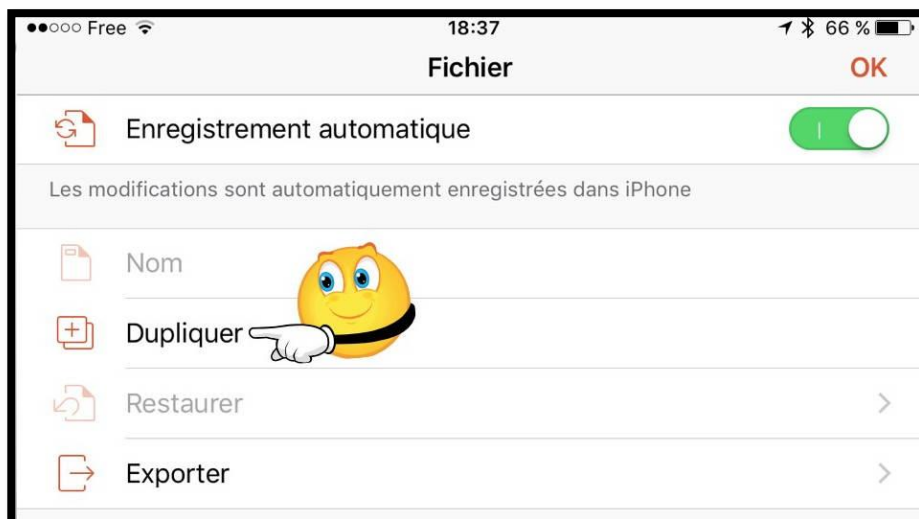 Free 18:37 66 %
Fichier OK
Enregistrement automatique
Les modifications sont automatiquement enregistrées dans iPhone
Nom
Dupliquer
Restaurer
Exporter